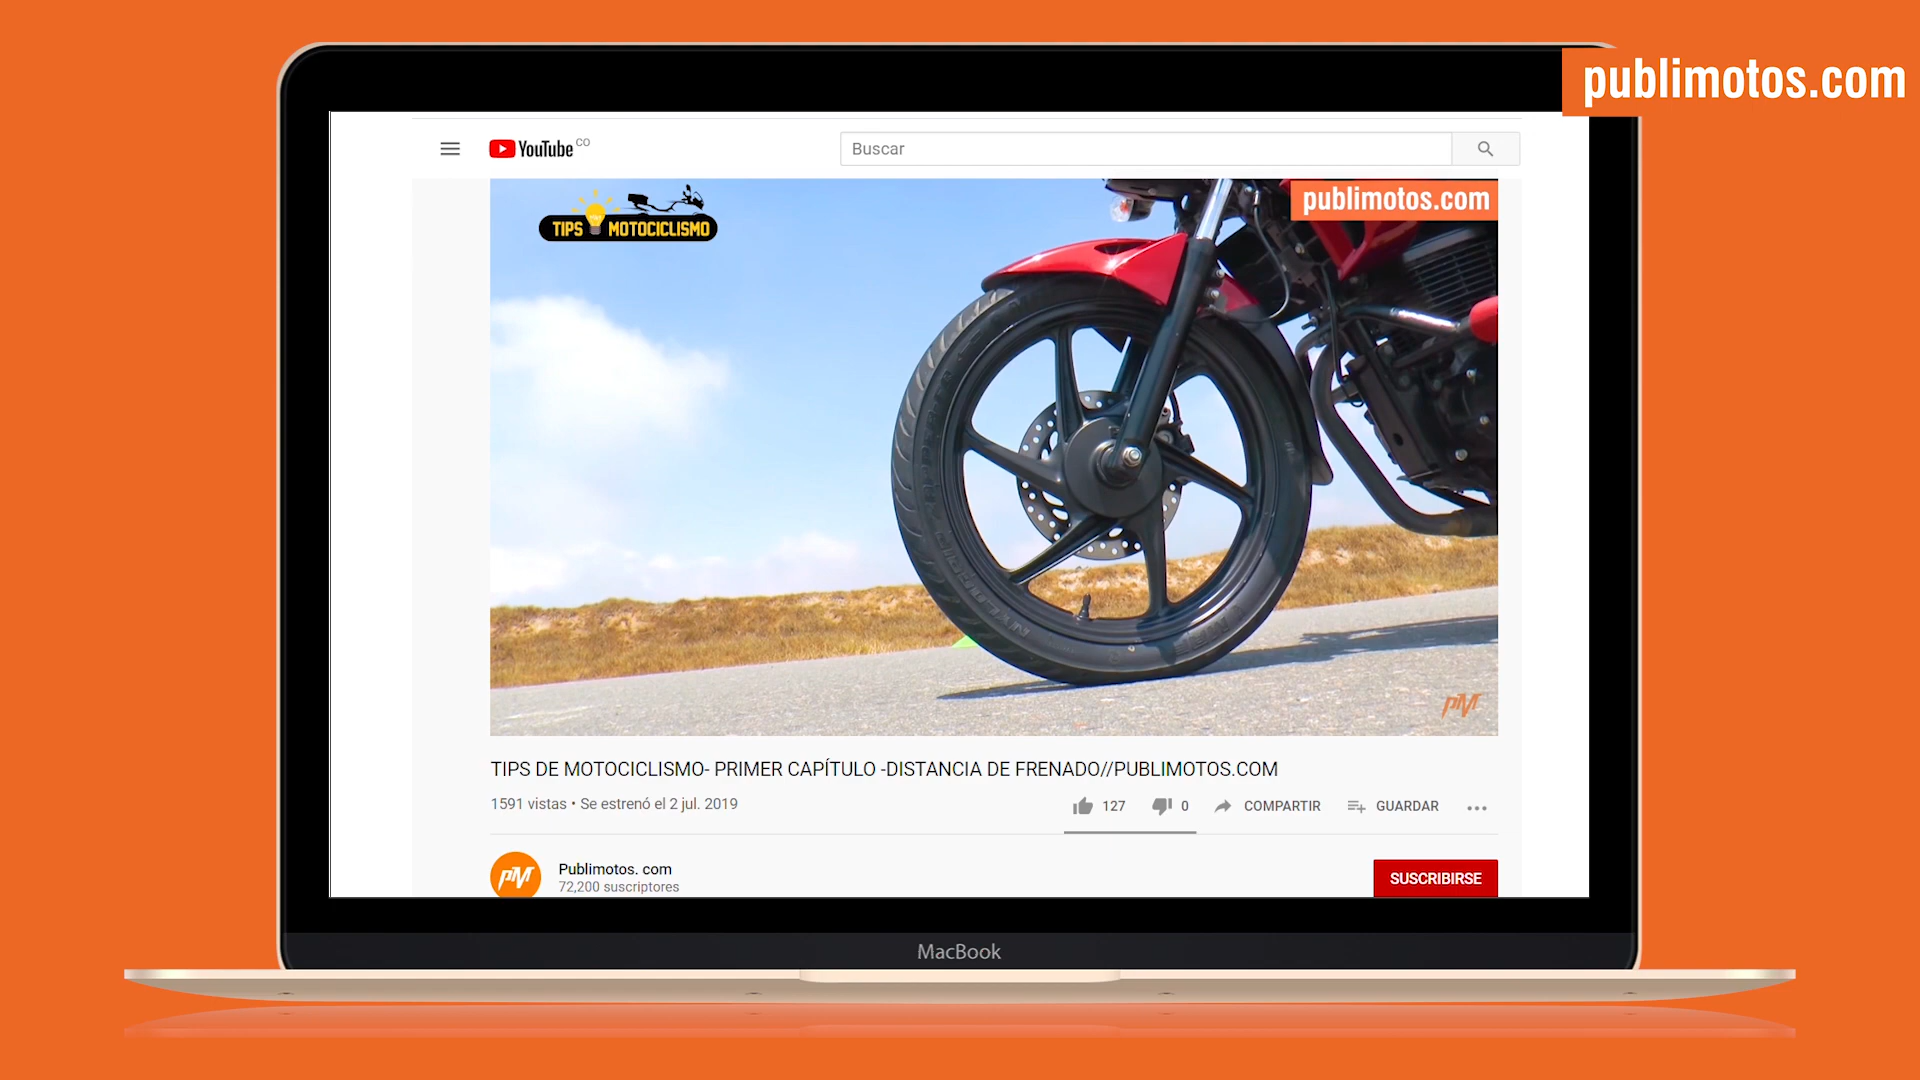 publimotos.com
YouTube CO
Buscar
TIPS MOTOCICLISMO
publimotos.com
PM
TIPS DE MOTOCICLISMO- PRIMER CAPÍTULO -DISTANCIA DE FRENADO//PUBLIMOTOS.COM
1591 vistas • Se estrenó el 2 jul. 2019
127
0
COMPARTIR
GUARDAR
PM
Publimotos. com
72,200 suscriptores
SUSCRIBIRSE
MacBook